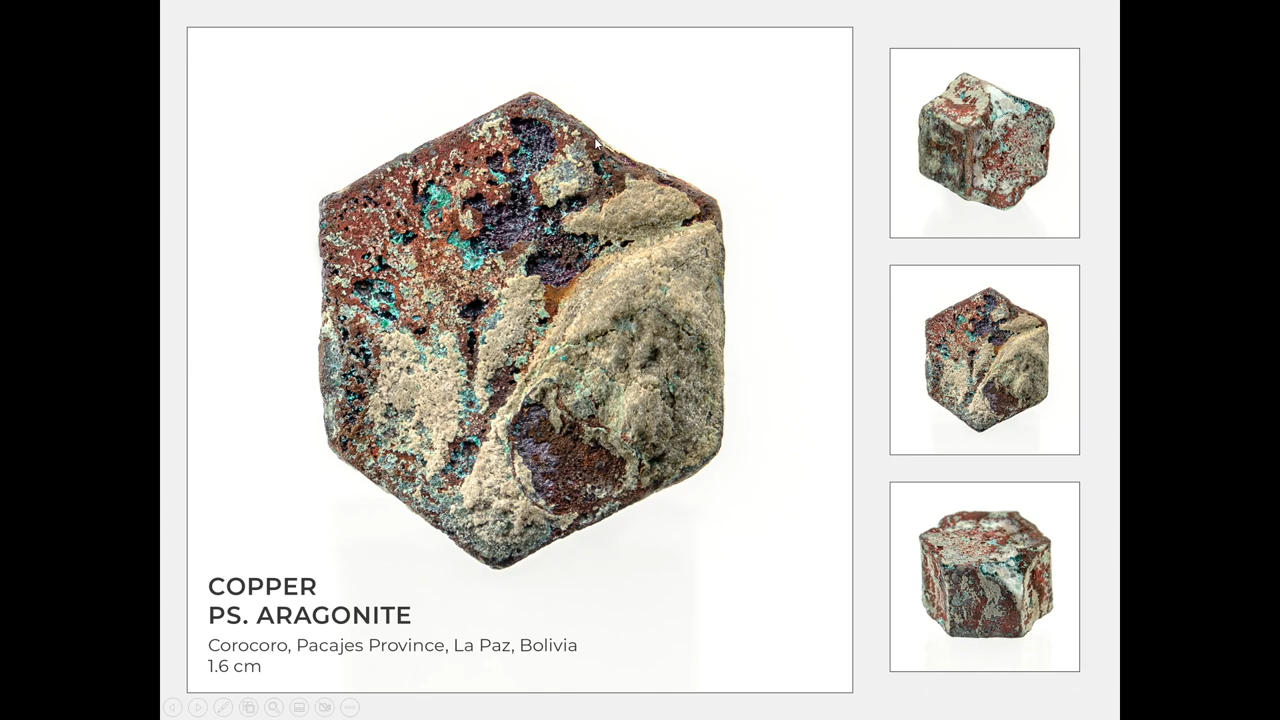 COPPER
PS. ARAGONITE
Corocoro, Pacajes Province, La Paz, Bolivia
1.6 cm